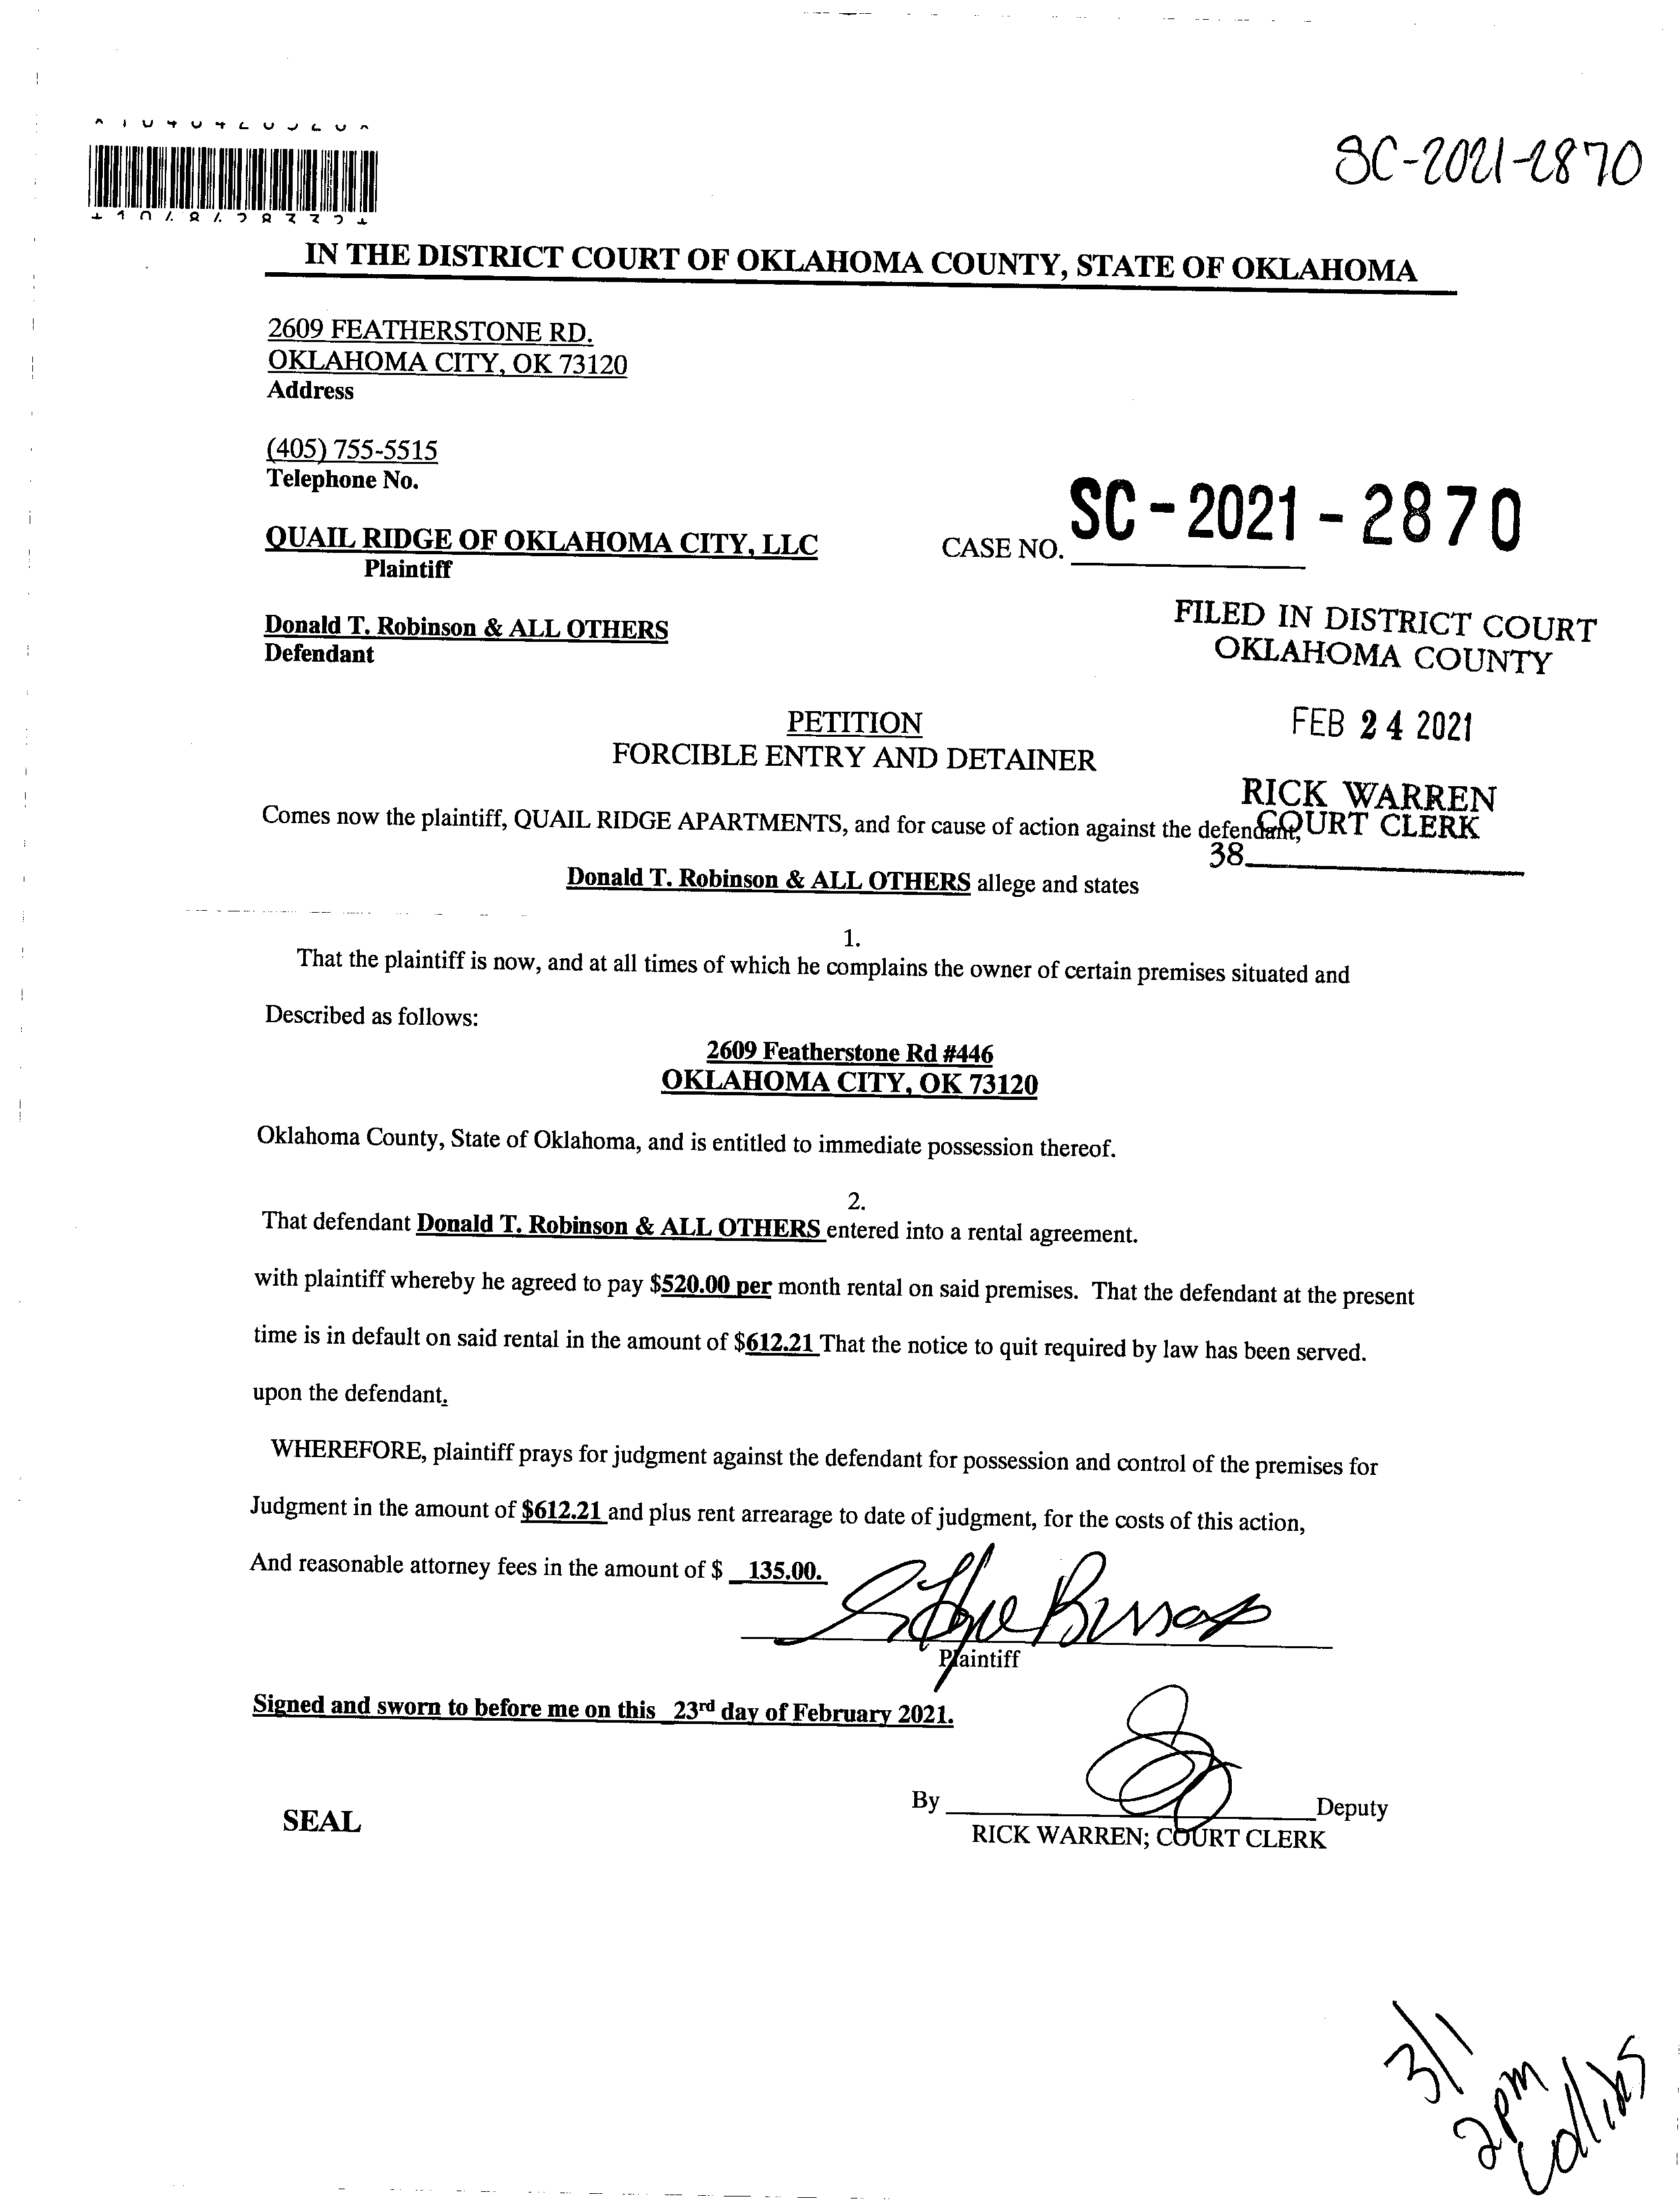 SC-2021-2870
IN THE DISTRICT COURT OF OKLAHOMA COUNTY, STATE OF OKLAHOMA
2609 FEATHERSTONE RD.
OKLAHOMA CITY, OK 73120
Address
(405) 755-5515
Telephone No.
QUAIL RIDGE OF OKLAHOMA CITY, LLC
Plaintiff
CASE NO. SC-2021-2870
Donald T. Robinson & ALL OTHERS
Defendant
FILED IN DISTRICT COURT
OKLAHOMA COUNTY
FEB 24 2021
RICK WARREN
COURT CLERK
38
PETITION
FORCIBLE ENTRY AND DETAINER
Comes now the plaintiff, QUAIL RIDGE APARTMENTS, and for cause of action against the defendant,
Donald T. Robinson & ALL OTHERS allege and states
1.
That the plaintiff is now, and at all times of which he complains the owner of certain premises situated and
Described as follows:
2609 Featherstone Rd #446
OKLAHOMA CITY, OK 73120
Oklahoma County, State of Oklahoma, and is entitled to immediate possession thereof.
2.
That defendant Donald T. Robinson & ALL OTHERS entered into a rental agreement.
with plaintiff whereby he agreed to pay $520.00 per month rental on said premises. That the defendant at the present
time is in default on said rental in the amount of $612.21 That the notice to quit required by law has been served.
upon the defendant.
WHEREFORE, plaintiff prays for judgment against the defendant for possession and control of the premises for
Judgment in the amount of $612.21 and plus rent arrearage to date of judgment, for the costs of this action,
And reasonable attorney fees in the amount of $ 135.00.
Plaintiff
Signed and sworn to before me on this 23rd day of February 2021.
By Deputy
SEAL
RICK WARREN; COURT CLERK
3/1
2pm